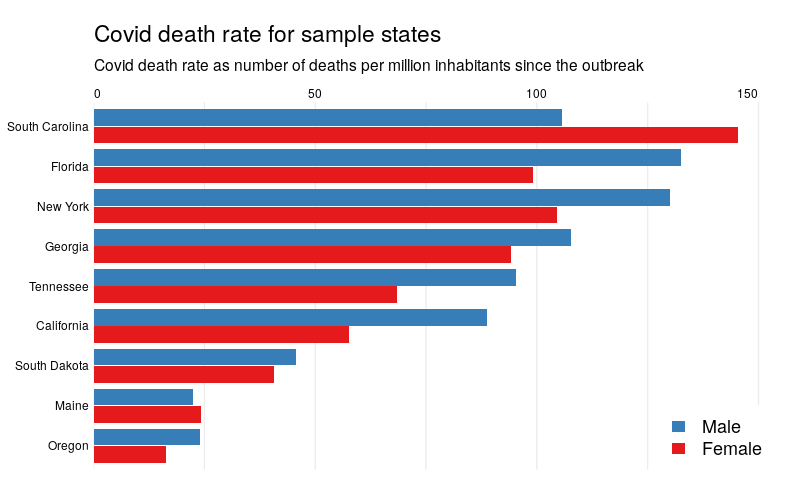 Covid death rate for sample states
Covid death rate as number of deaths per million inhabitants since the outbreak
0 50 100 150
South Carolina
Florida
New York
Georgia
Tennessee
California
South Dakota
Maine
Oregon
Male
Female